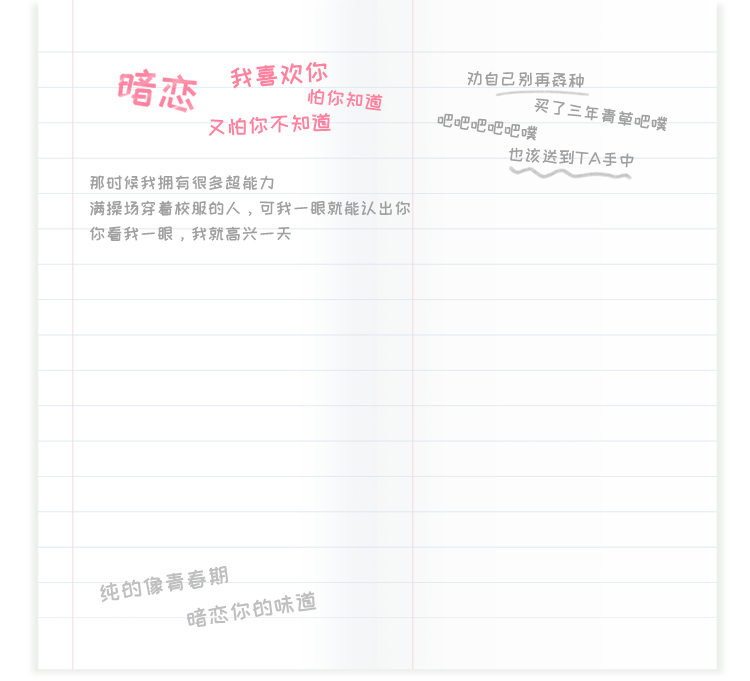 暗恋
我喜欢你
怕你知道
又怕你不知道
那时候我拥有很多超能力
满操场穿着校服的人，可我一眼就能认出你
你看我一眼，我就高兴一天
劝自己别再孬种
买了三年青草吧噗
吧吧吧吧吧噗
也该送到TA手中
纯的像青春期
暗恋你的味道